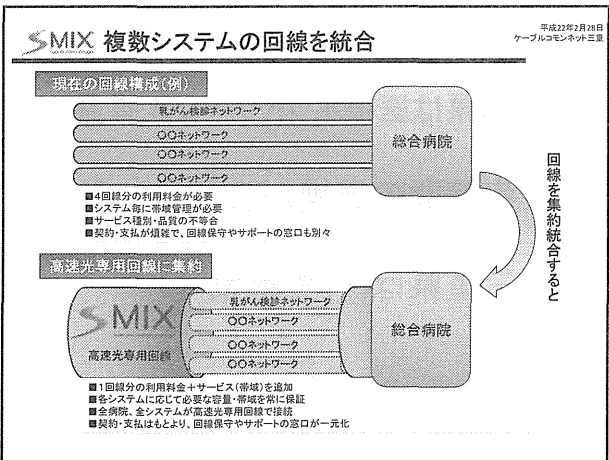 平成22年2月28日
ケーブルコモンネット三重
SMIX 複数システムの回線を統合
現在の回線構成(例)
乳がん検診ネットワーク
〇〇ネットワーク
〇〇ネットワーク
〇〇ネットワーク
総合病院
■4回線分の利用料金が必要
■システム毎に帯域管理が必要
■サービス種別・品質の不等合
■契約・支払が煩雑で、回線保守やサポートの窓口も別々
回線を集約統合すると
高速光専用回線に集約
SMIX
高速光専用回線
乳がん検診ネットワーク
〇〇ネットワーク
〇〇ネットワーク
〇〇ネットワーク
総合病院
■1回線分の利用料金+サービス(帯域)を追加
■各システムに応じて必要な容量・帯域を常に保証
■全病院、全システムが高速光専用回線で接続
■契約・支払はもとより、回線保守やサポートの窓口が一元化